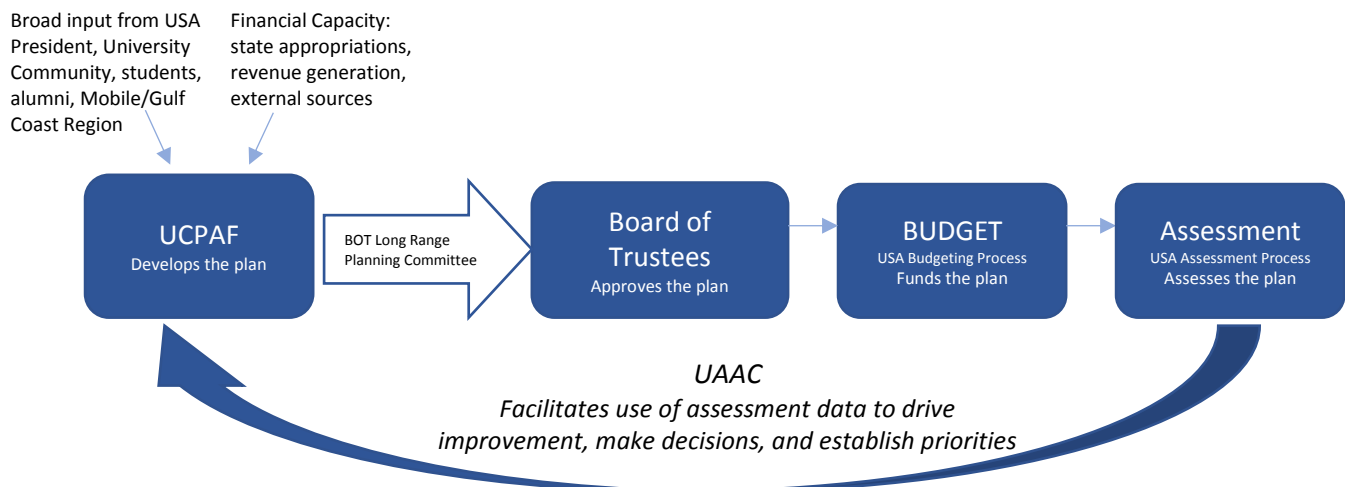 Broad input from USA
President, University
Community, students,
alumni, Mobile/Gulf
Coast Region
Financial Capacity:
state appropriations,
revenue generation,
external sources
UCPAF
Develops the plan
BOT Long Range
Planning Committee
Board of
Trustees
Approves the plan
BUDGET
USA Budgeting Process
Funds the plan
Assessment
USA Assessment Process
Assesses the plan
UAAC
Facilitates use of assessment data to drive
improvement, make decisions, and establish priorities